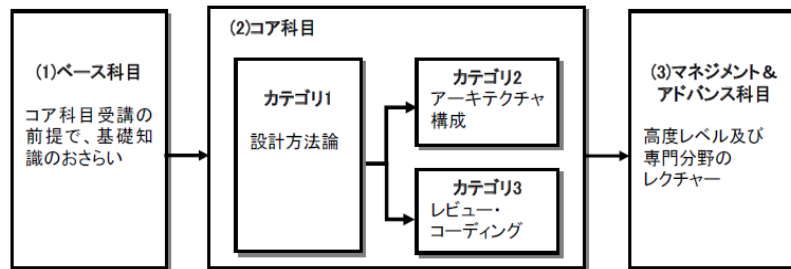 (1)ベース科目
コア科目受講の
前提で、基礎知
識のおさらい
(2)コア科目
カテゴリ1
設計方法論
カテゴリ2
アーキテクチャ
構成
カテゴリ3
レビュー・
コーディング
(3)マネジメント&
アドバンス科目
高度レベル及び
専門分野の
レクチャー